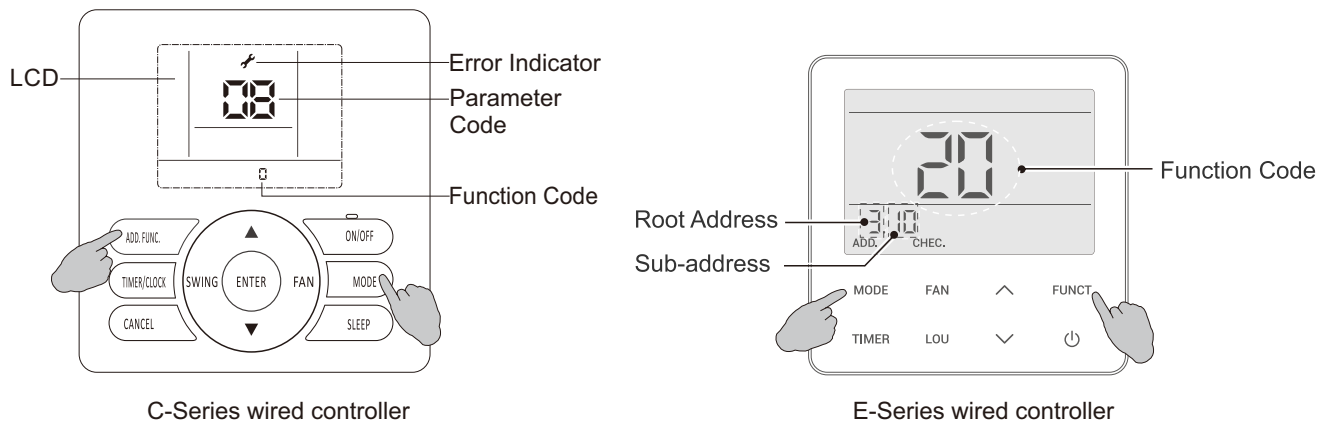 LCD
Error Indicator
08
Parameter
Code
0
Function Code
ADD. FUNC.
ON/OFF
TIMER/CLOCK
SWING
ENTER
FAN
MODE
CANCEL
SLEEP
C-Series wired controller
20
Function Code
Root Address
3 10
ADD. CHEC.
Sub-address
MODE FAN FUNCT.
TIMER LOU
E-Series wired controller